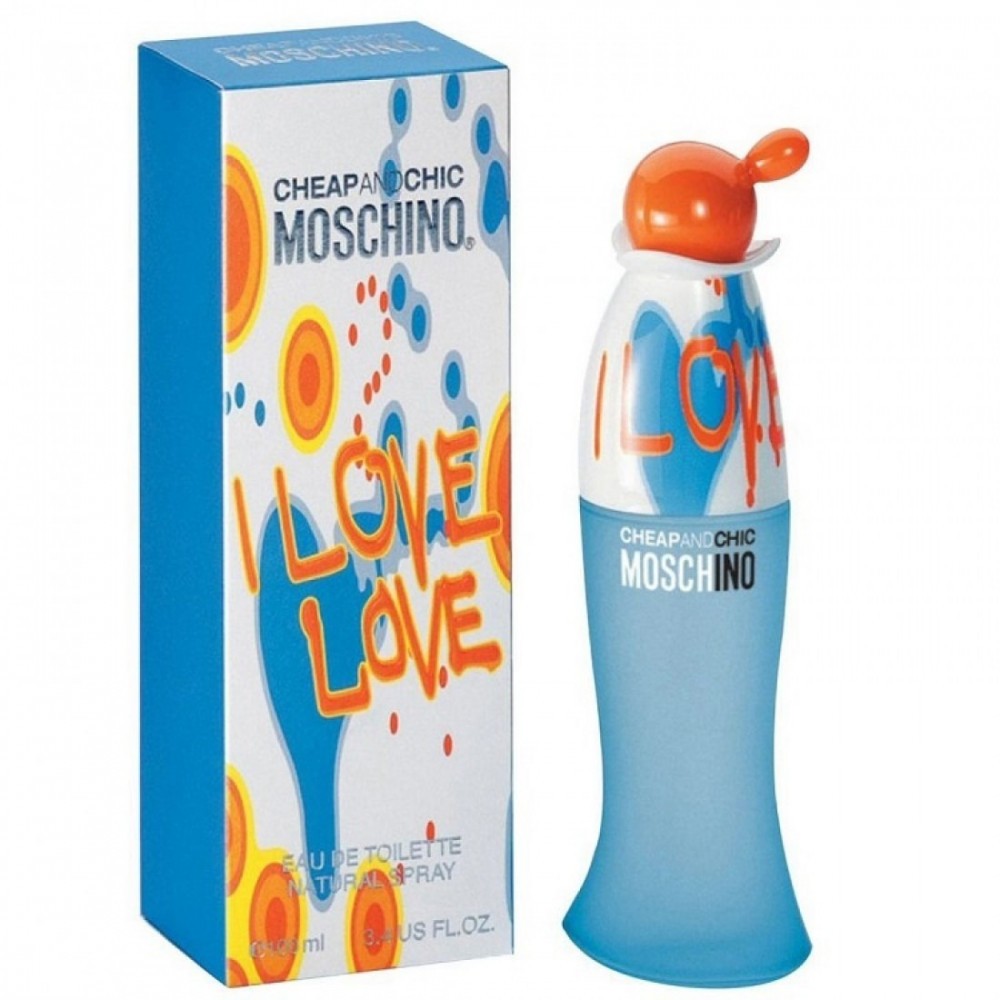 CHEAPANDCHIC
MOSCHINO®
CHEAPANDCHIC
MOSCHINO®
I LOVE
LOVE
EAU DE TOILETTE
NATURAL SPRAY
℮100 ml 3.4 US FL.OZ.
I LOVE
CHEAPANDCHIC
MOSCHINO